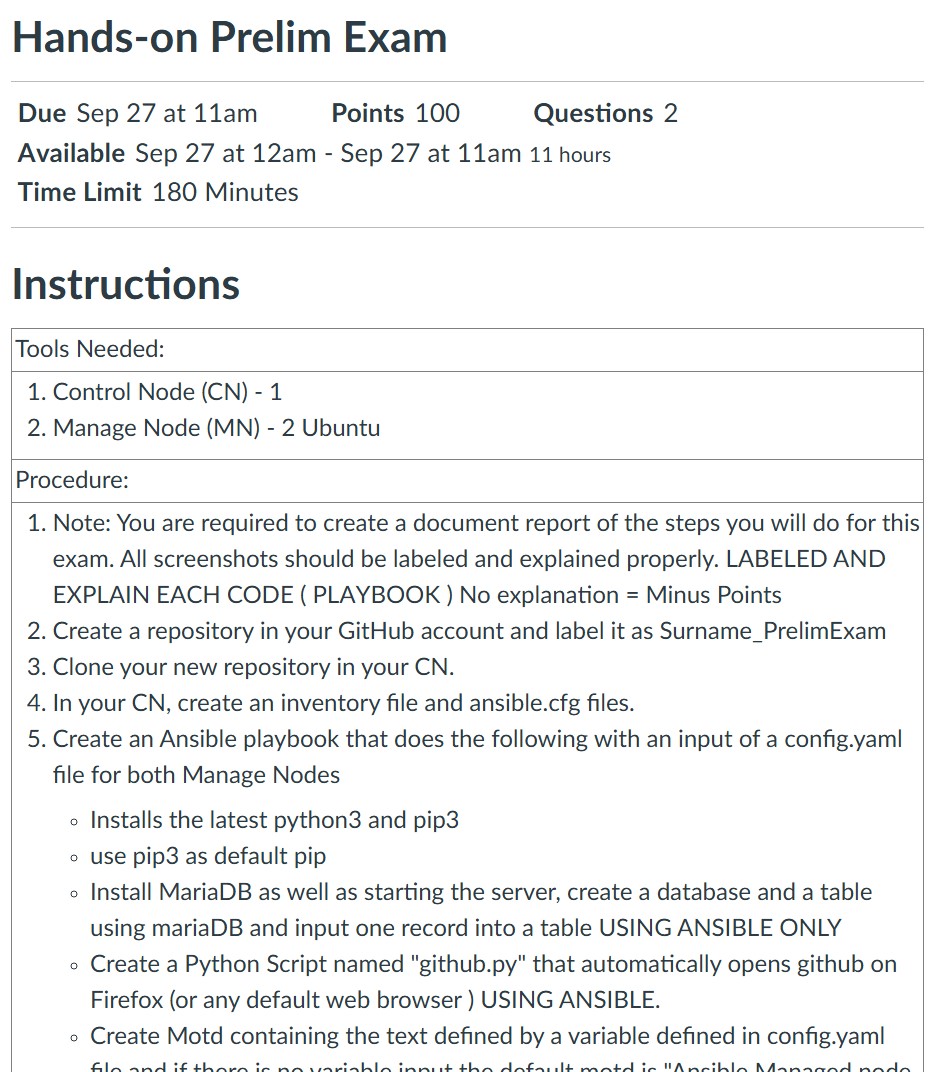 Hands-on Prelim Exam
Due Sep 27 at 11am Points 100 Questions 2
Available Sep 27 at 12am - Sep 27 at 11am 11 hours
Time Limit 180 Minutes
Instructions
Tools Needed:
1. Control Node (CN) - 1
2. Manage Node (MN) - 2 Ubuntu
Procedure:
1. Note: You are required to create a document report of the steps you will do for this
exam. All screenshots should be labeled and explained properly. LABELED AND
EXPLAIN EACH CODE ( PLAYBOOK ) No explanation = Minus Points
2. Create a repository in your GitHub account and label it as Surname_PrelimExam
3. Clone your new repository in your CN.
4. In your CN, create an inventory file and ansible.cfg files.
5. Create an Ansible playbook that does the following with an input of a config.yaml
file for both Manage Nodes
◦ Installs the latest python3 and pip3
◦ use pip3 as default pip
◦ Install MariaDB as well as starting the server, create a database and a table
using mariaDB and input one record into a table USING ANSIBLE ONLY
◦ Create a Python Script named "github.py" that automatically opens github on
Firefox (or any default web browser ) USING ANSIBLE.
◦ Create Motd containing the text defined by a variable defined in config.yaml
file and if there is no variable input the default motd is "Ansible Managed node